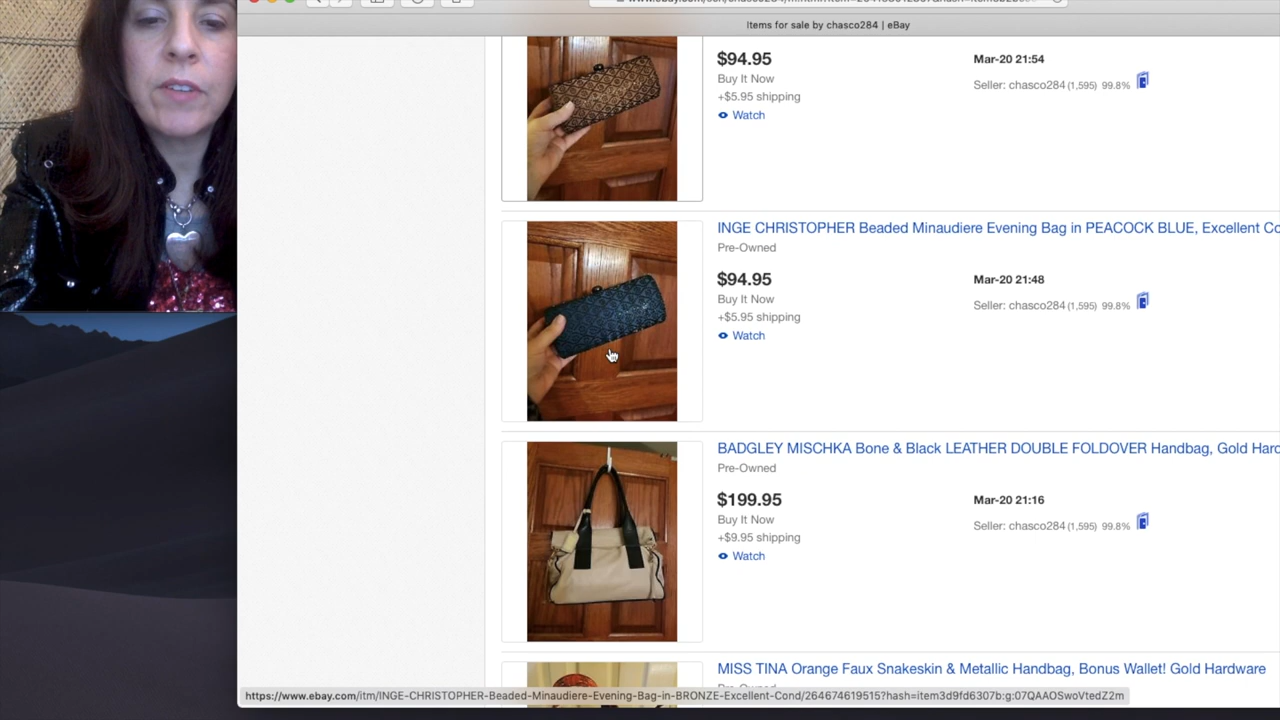 Items for sale by chasco284 | eBay
$94.95
Mar-20 21:54
Buy It Now
Seller: chasco284 (1,595) 99.8%
+$5.95 shipping
Watch
INGE CHRISTOPHER Beaded Minaudiere Evening Bag in PEACOCK BLUE, Excellent Co
Pre-Owned
$94.95
Mar-20 21:48
Buy It Now
Seller: chasco284 (1,595) 99.8%
+$5.95 shipping
Watch
BADGLEY MISCHKA Bone & Black LEATHER DOUBLE FOLDOVER Handbag, Gold Hard
Pre-Owned
$199.95
Mar-20 21:16
Buy It Now
Seller: chasco284 (1,595) 99.8%
+$9.95 shipping
Watch
MISS TINA Orange Faux Snakeskin & Metallic Handbag, Bonus Wallet! Gold Hardware
https://www.ebay.com/itm/INGE-CHRISTOPHER-Beaded-Minaudiere-Evening-Bag-in-BRONZE-Excellent-Cond/264674619515?hash=item3d9fd6307b:g:07QAAOSwoVtedZ2m